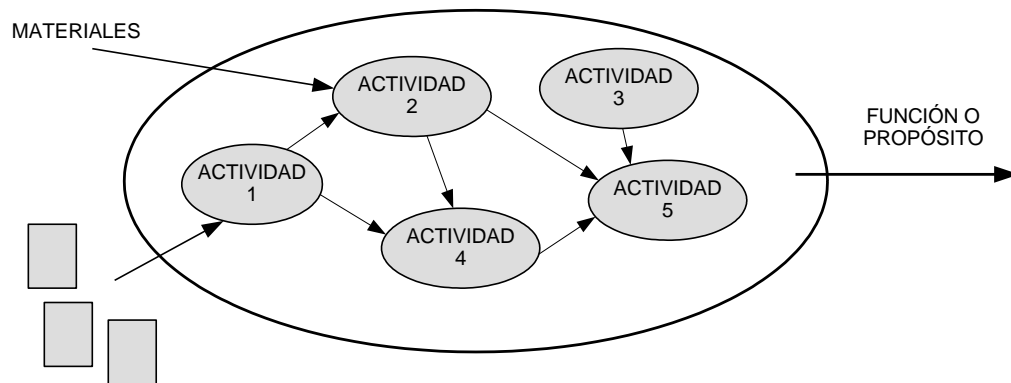 MATERIALES
ACTIVIDAD
2
ACTIVIDAD
3
FUNCIÓN O
PROPÓSITO
ACTIVIDAD
1
ACTIVIDAD
5
ACTIVIDAD
4